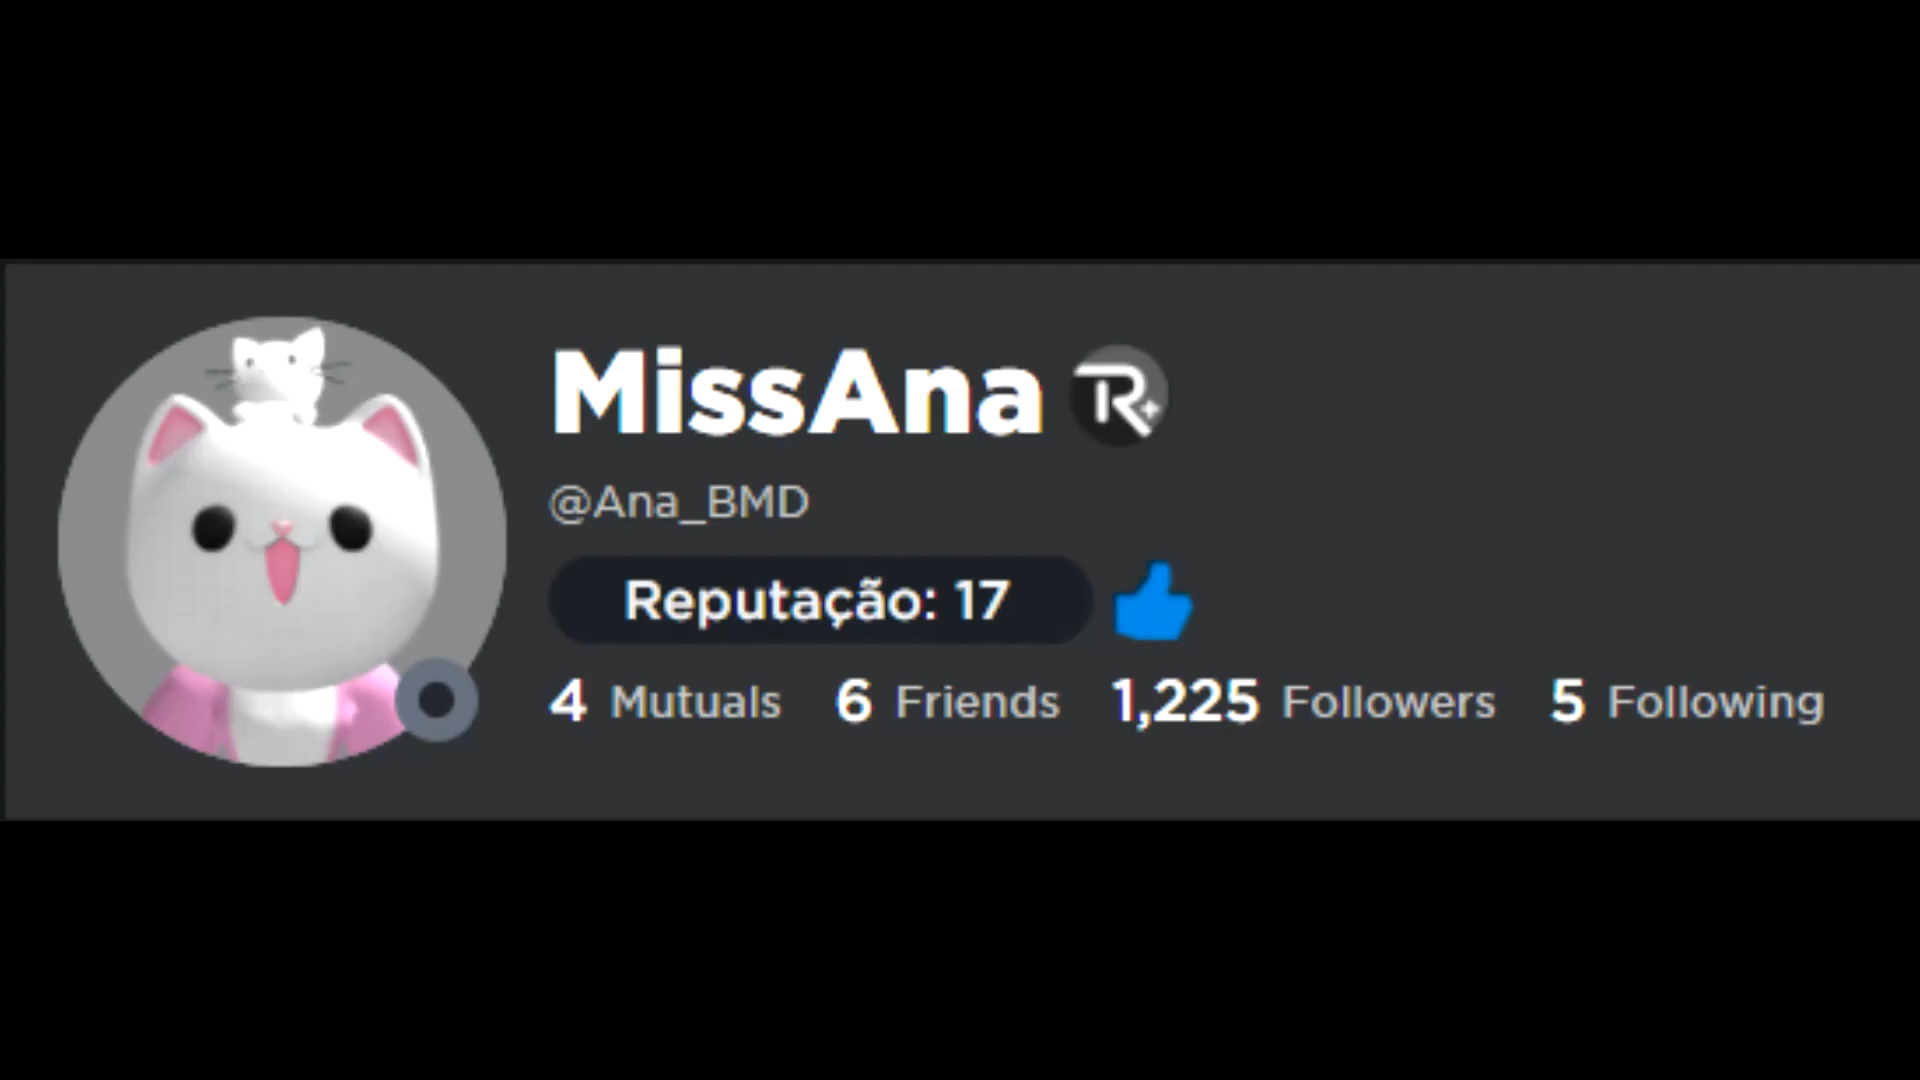 MissAna
@Ana_BMD
Reputação: 17
4 Mutuals 6 Friends 1,225 Followers 5 Following